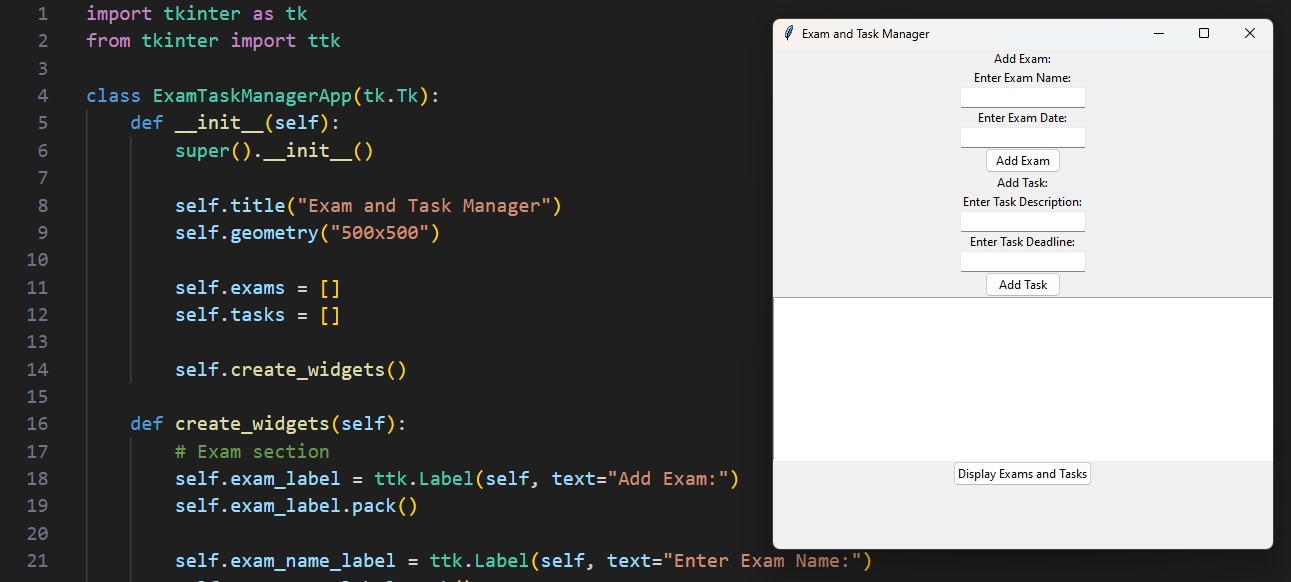 1 import tkinter as tk
2 from tkinter import ttk
3
4 class ExamTaskManagerApp(tk.Tk):
5     def __init__(self):
6         super().__init__()
7
8         self.title("Exam and Task Manager")
9         self.geometry("500x500")
10
11         self.exams = []
12         self.tasks = []
13
14         self.create_widgets()
15
16     def create_widgets(self):
17         # Exam section
18         self.exam_label = ttk.Label(self, text="Add Exam:")
19         self.exam_label.pack()
20
21         self.exam_name_label = ttk.Label(self, text="Enter Exam Name:")
Exam and Task Manager
Add Exam:
Enter Exam Name:
Enter Exam Date:
Add Exam
Add Task:
Enter Task Description:
Enter Task Deadline:
Add Task
Display Exams and Tasks